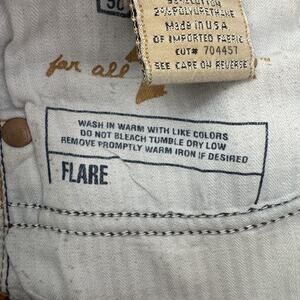 2% POLYURETHANE
MADE IN U S A
OF IMPORTED FABRIC
CUT# 704457
SEE CARE ON REVERSE
for all
WASH IN WARM WITH LIKE COLORS
DO NOT BLEACH TUMBLE DRY LOW
REMOVE PROMPTLY WARM IRON IF DESIRED
FLARE